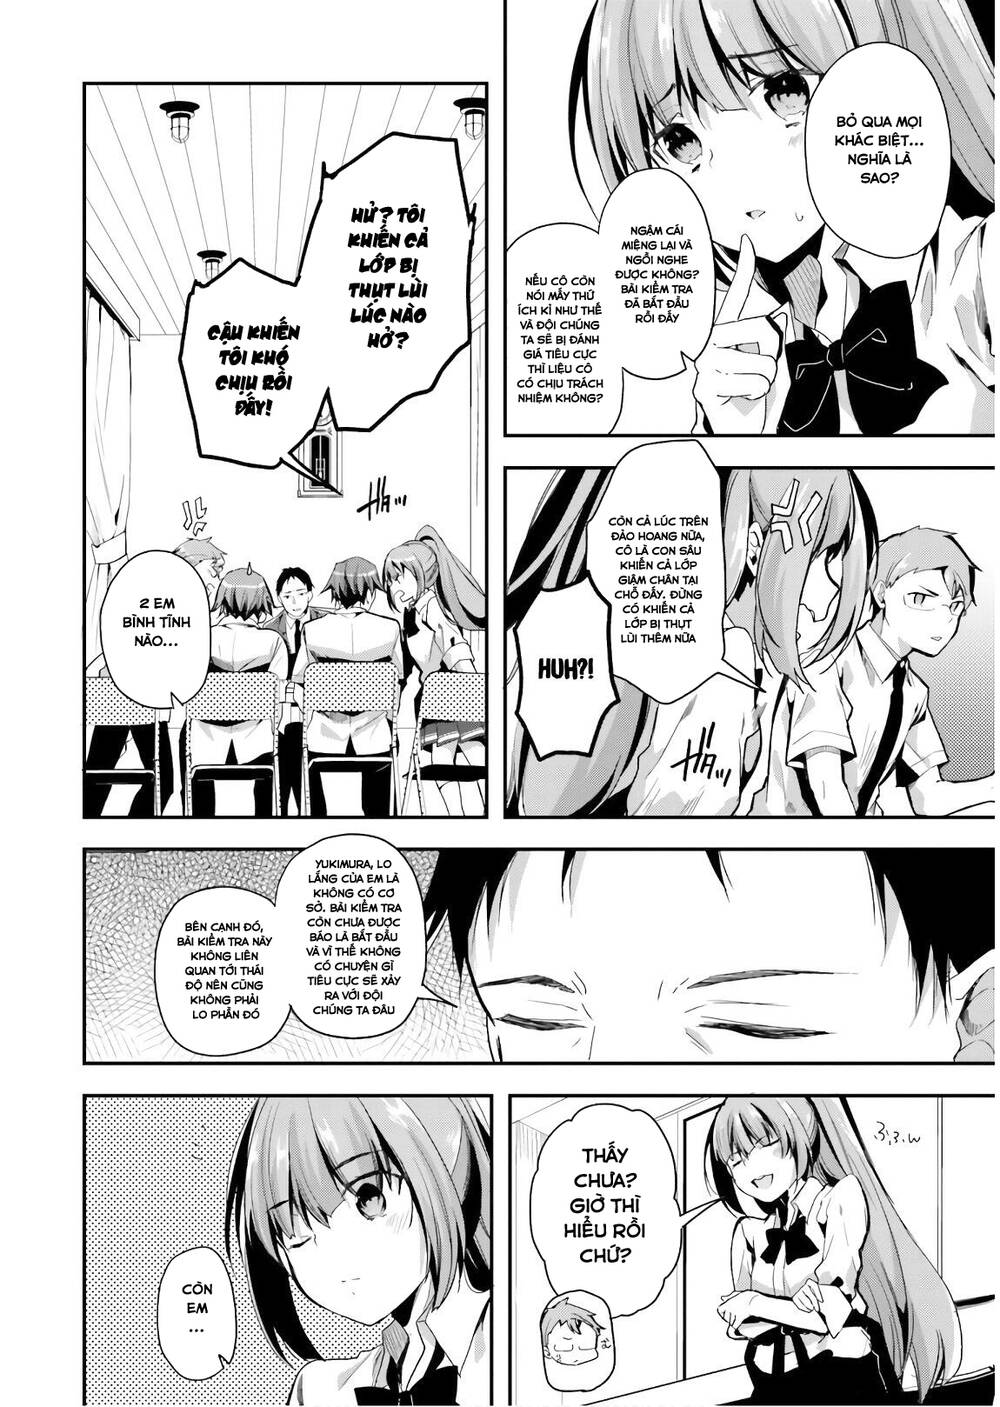 BỎ QUA MỌI
KHÁC BIỆT...
NGHĨA LÀ
SAO?
NGẬM CÁI
MIỆNG LẠI VÀ
NGỒI NGHE
ĐƯỢC KHÔNG?
BÀI KIỂM TRA
ĐÃ BẮT ĐẦU
RỒI ĐẤY
NẾU CÔ CÒN
NÓI MẤY THỨ
ÍCH KỈ NHƯ THẾ
VÀ ĐỘI CHÚNG
TA SẼ BỊ ĐÁNH
GIÁ TIÊU CỰC
THÌ LIỆU CÔ
CÓ CHỊU TRÁCH
NHIỆM KHÔNG?
CÒN CẢ LÚC TRÊN
ĐẢO HOANG NỮA,
CÔ LÀ CON SÂU
KHIẾN CẢ LỚP
GIẬM CHÂN TẠI
CHỖ ĐẤY. ĐỪNG
CÓ KHIẾN CẢ
LỚP BỊ THỤT
LÙI THÊM NỮA
HUH?!
HỬ? TÔI
KHIẾN CẢ
LỚP BỊ
THỤT LÙI
LÚC NÀO
HỞ?
CẬU KHIẾN
TÔI KHÓ
CHỊU RỒI
ĐẤY!
2 EM
BÌNH TĨNH
NÀO...
YUKIMURA, LO
LẮNG CỦA EM LÀ
KHÔNG CÓ CƠ
SỞ. BÀI KIỂM TRA
CÒN CHƯA ĐƯỢC
BÁO LÀ BẮT ĐẦU
VÀ VÌ THẾ KHÔNG
CÓ CHUYỆN GÌ
TIÊU CỰC SẼ XẢY
RA VỚI ĐỘI
CHÚNG TA ĐÂU
BÊN CẠNH ĐÓ,
BÀI KIỂM TRA NÀY
KHÔNG LIÊN
QUAN TỚI THÁI
ĐỘ NÊN CŨNG
KHÔNG PHẢI
LO PHẦN ĐÓ
ふふw
THẤY
CHƯA?
GIỜ THÌ
HIỂU RỒI
CHỨ?
CÒN
EM
...